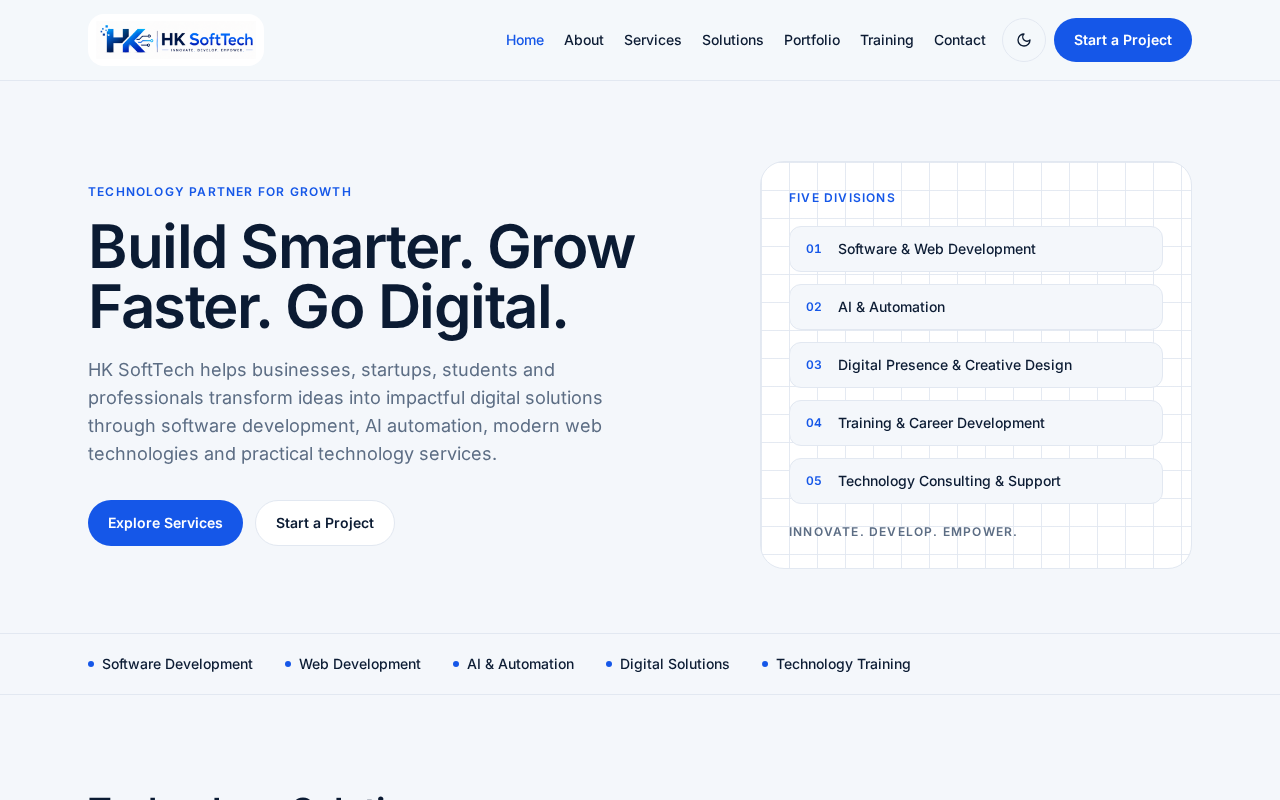 HK SoftTech
INNOVATE. DEVELOP. EMPOWER.
Home
About
Services
Solutions
Portfolio
Training
Contact
Start a Project
TECHNOLOGY PARTNER FOR GROWTH
Build Smarter. Grow
Faster. Go Digital.
HK SoftTech helps businesses, startups, students and
professionals transform ideas into impactful digital solutions
through software development, AI automation, modern web
technologies and practical technology services.
Explore Services
Start a Project
FIVE DIVISIONS
01 Software & Web Development
02 AI & Automation
03 Digital Presence & Creative Design
04 Training & Career Development
05 Technology Consulting & Support
INNOVATE. DEVELOP. EMPOWER.
Software Development
Web Development
AI & Automation
Digital Solutions
Technology Training